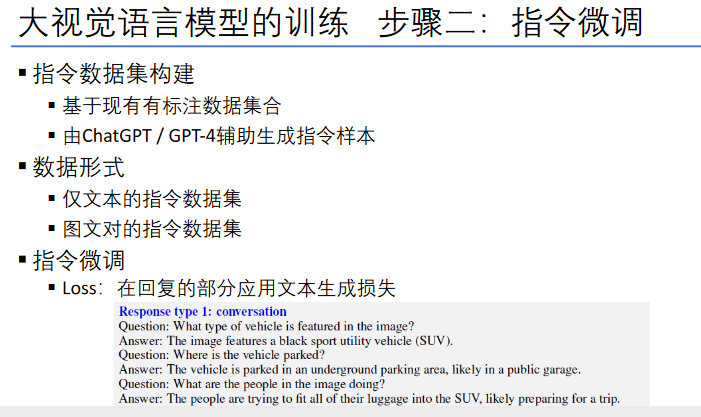 大视觉语言模型的训练 步骤二：指令微调
▪ 指令数据集构建
▪ 基于现有有标注数据集合
▪ 由ChatGPT / GPT-4辅助生成指令样本
▪ 数据形式
▪ 仅文本的指令数据集
▪ 图文对的指令数据集
▪ 指令微调
▪ Loss：在回复的部分应用文本生成损失
Response type 1: conversation
Question: What type of vehicle is featured in the image?
Answer: The image features a black sport utility vehicle (SUV).
Question: Where is the vehicle parked?
Answer: The vehicle is parked in an underground parking area, likely in a public garage.
Question: What are the people in the image doing?
Answer: The people are trying to fit all of their luggage into the SUV, likely preparing for a trip.